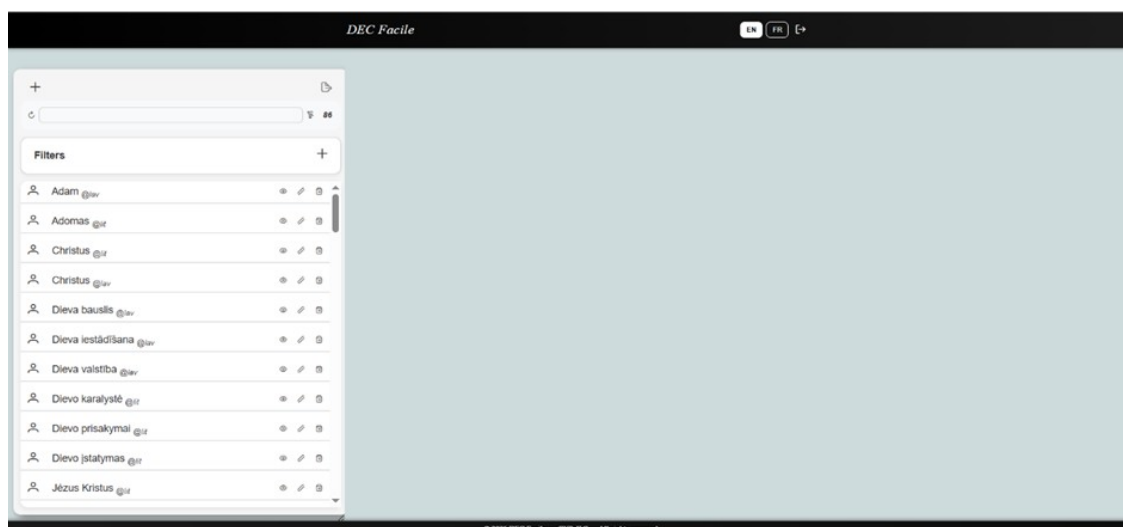 DEC Facile
EN FR
86
Filters
Adam @lav
Adomas @lit
Christus @lit
Christus @lav
Dieva bauslis @lav
Dieva iestādīšana @lav
Dieva valstība @lav
Dievo karalystė @lit
Dievo prisakymai @lit
Dievo įstatymas @lit
Jėzus Kristus @lit